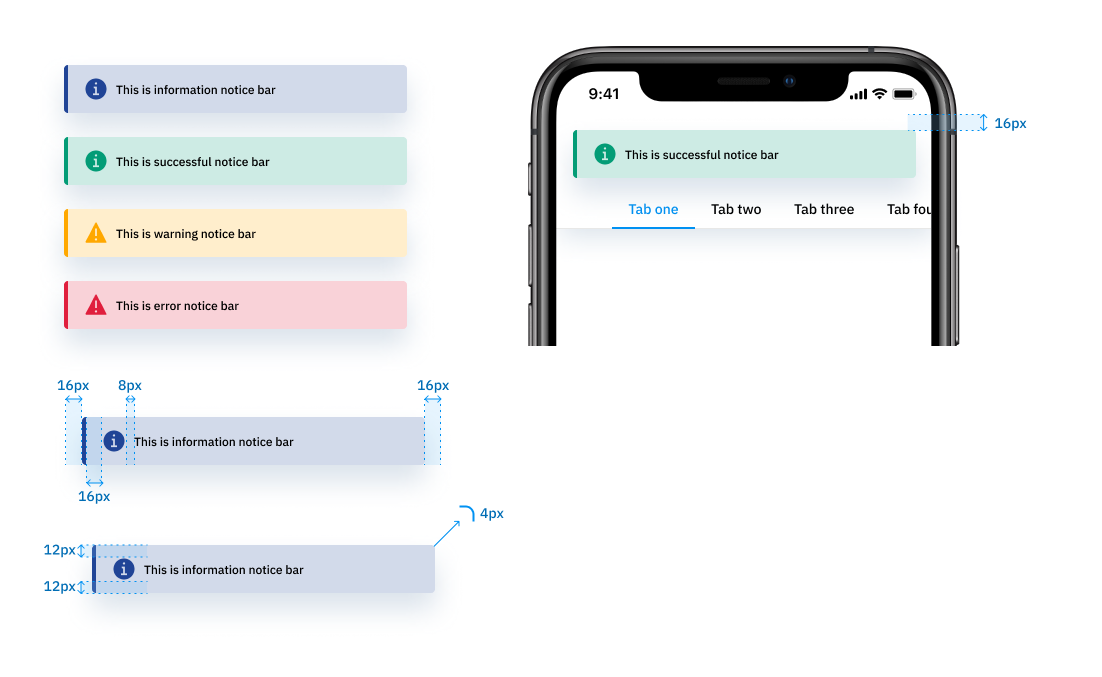 This is information notice bar
This is successful notice bar
This is warning notice bar
This is error notice bar
9:41
16px
This is successful notice bar
Tab one Tab two Tab three Tab fou
16px 8px 16px
This is information notice bar
16px
4px
12px
This is information notice bar
12px